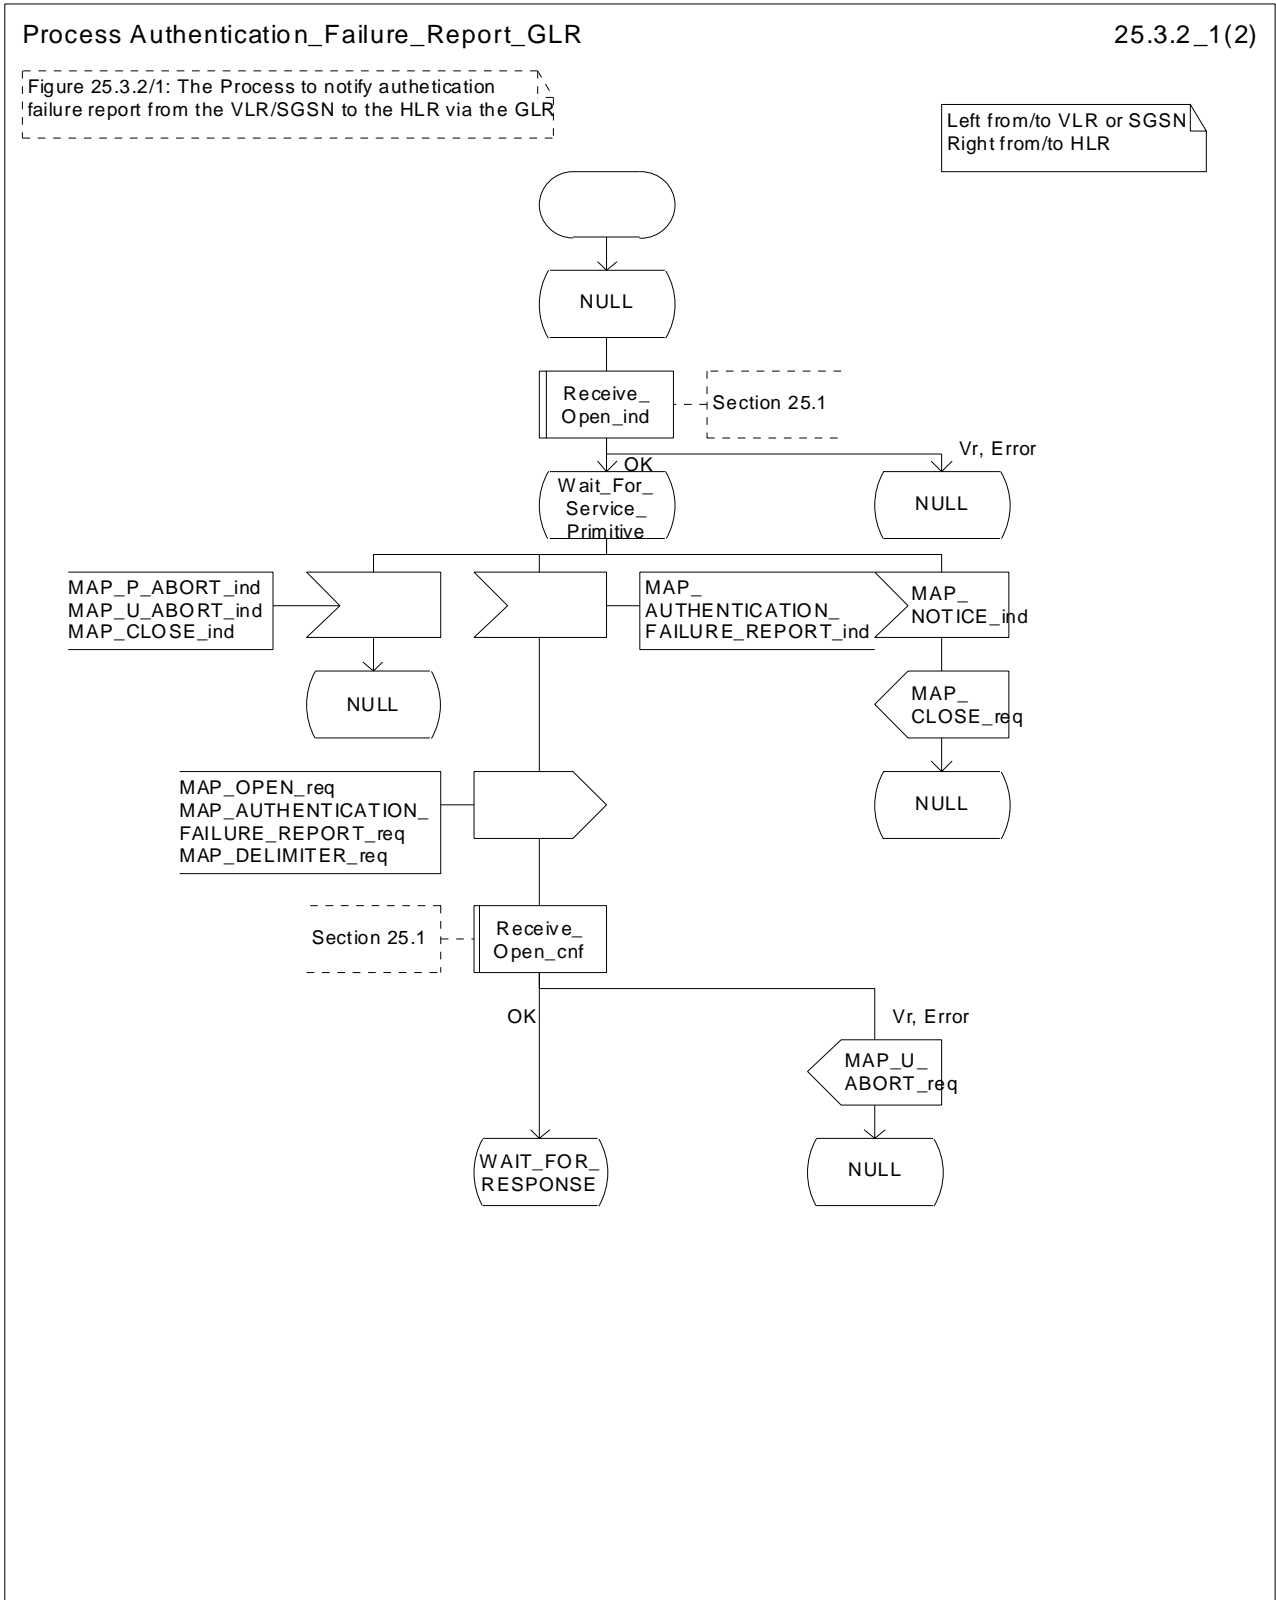 Process Authentication_Failure_Report_GLR
25.3.2_1(2)
Figure 25.3.2/1: The Process to notify authetication
failure report from the VLR/SGSN to the HLR via the GLR
Left from/to VLR or SGSN
Right from/to HLR
NULL
Receive_
Open_ind
Section 25.1
OK
Vr, Error
Wait_For_
Service_
Primitive
NULL
MAP_P_ABORT_ind
MAP_U_ABORT_ind
MAP_CLOSE_ind
MAP_
AUTHENTICATION_
FAILURE_REPORT_ind
MAP_
NOTICE_ind
NULL
MAP_
CLOSE_req
MAP_OPEN_req
MAP_AUTHENTICATION_
FAILURE_REPORT_req
MAP_DELIMITER_req
NULL
Section 25.1
Receive_
Open_cnf
OK
Vr, Error
MAP_U_
ABORT_req
WAIT_FOR_
RESPONSE
NULL